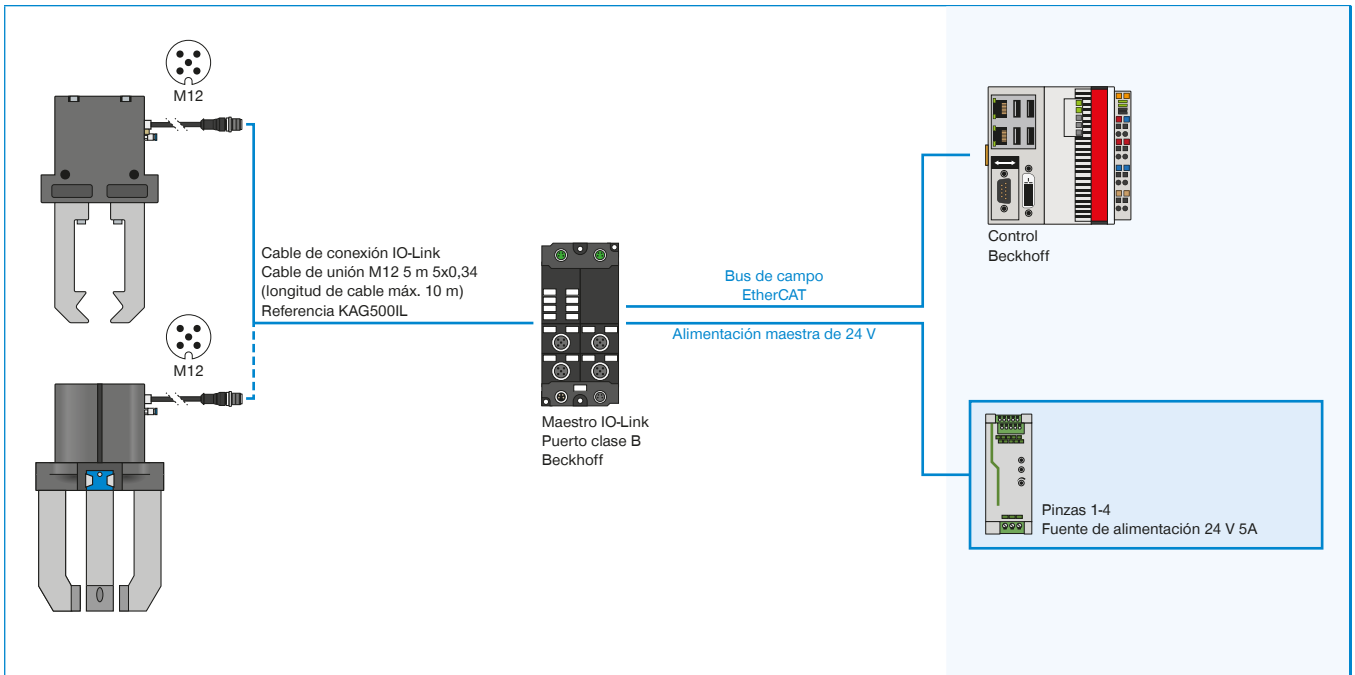 M12
Cable de conexión IO-Link
Cable de unión M12 5 m 5x0,34
(longitud de cable máx. 10 m)
Referencia KAG500IL
M12
Maestro IO-Link
Puerto clase B
Beckhoff
Bus de campo
EtherCAT
Alimentación maestra de 24 V
Control
Beckhoff
Pinzas 1-4
Fuente de alimentación 24 V 5A